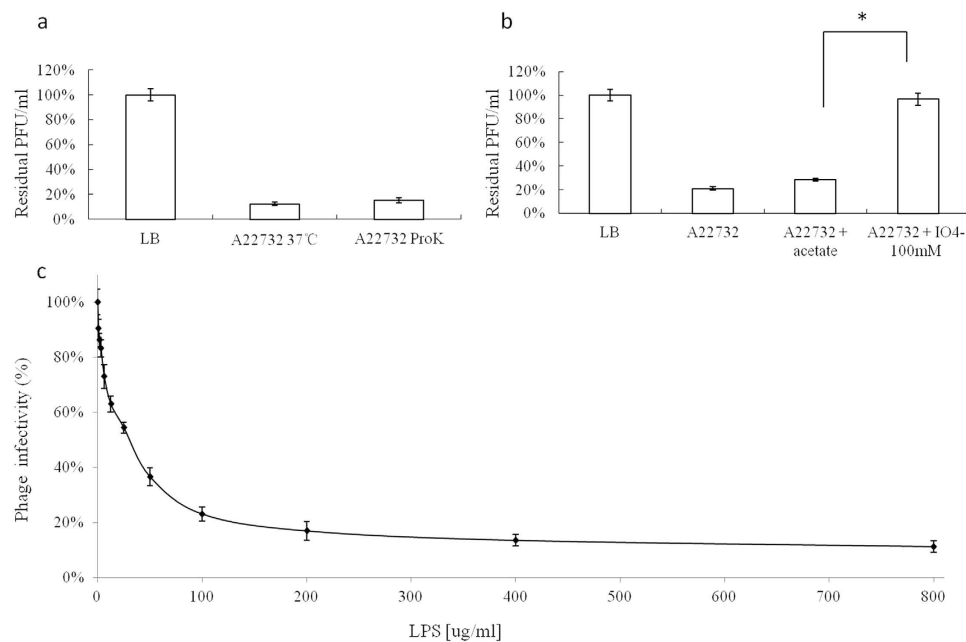 a
Residual PFU/ml
120%
100%
80%
60%
40%
20%
0%
LB
A22732 37℃
A22732 ProK
b
*
Residual PFU/ml
120%
100%
80%
60%
40%
20%
0%
LB
A22732
A22732 +
acetate
A22732 + IO4-
100mM
c
Phage infectivity (%)
100%
80%
60%
40%
20%
0%
0
100
200
300
400
500
600
700
800
LPS [ug/ml]